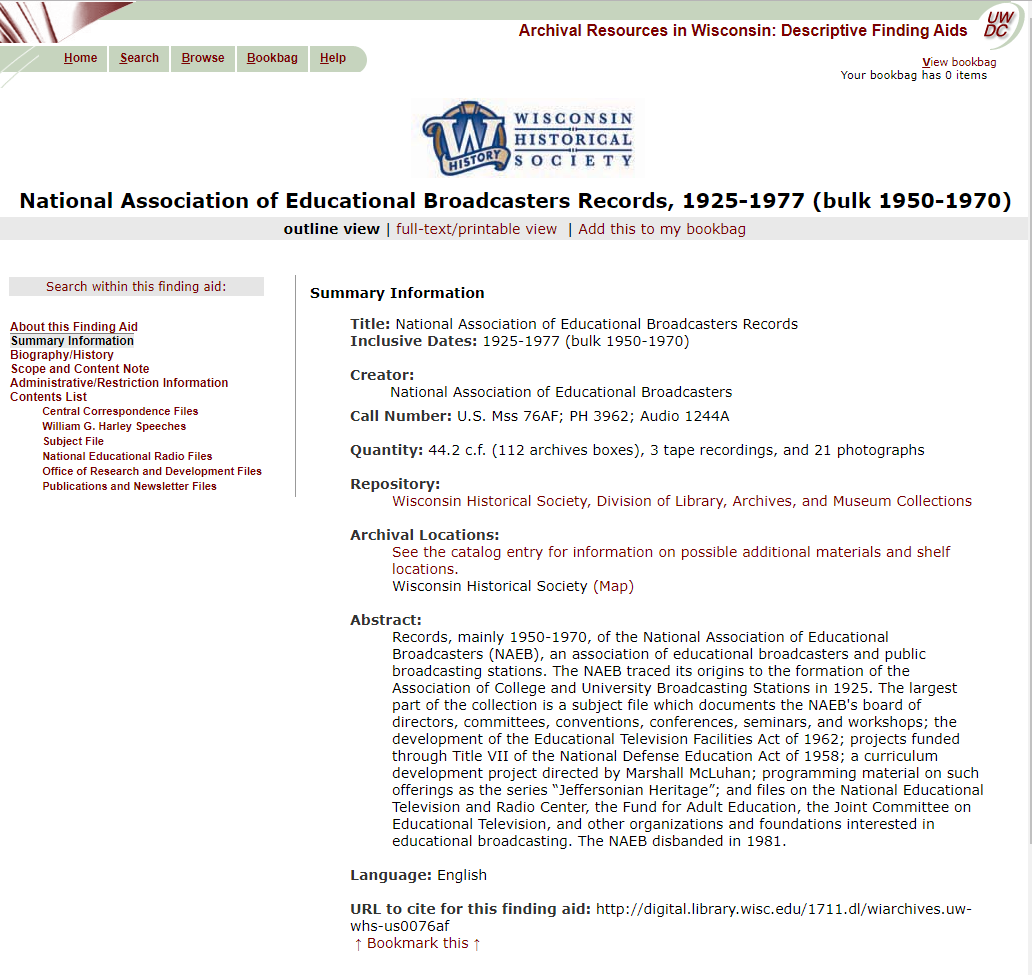 Archival Resources in Wisconsin: Descriptive Finding Aids
UW
DC
Home
Search
Browse
Bookbag
Help
View bookbag
Your bookbag has 0 items
W
HISTORY
WISCONSIN
HISTORICAL
SOCIETY
National Association of Educational Broadcasters Records, 1925-1977 (bulk 1950-1970)
outline view | full-text/printable view | Add this to my bookbag
Search within this finding aid:
About this Finding Aid
Summary Information
Biography/History
Scope and Content Note
Administrative/Restriction Information
Contents List
Central Correspondence Files
William G. Harley Speeches
Subject File
National Educational Radio Files
Office of Research and Development Files
Publications and Newsletter Files
Summary Information
Title: National Association of Educational Broadcasters Records
Inclusive Dates: 1925-1977 (bulk 1950-1970)
Creator:
National Association of Educational Broadcasters
Call Number: U.S. Mss 76AF; PH 3962; Audio 1244A
Quantity: 44.2 c.f. (112 archives boxes), 3 tape recordings, and 21 photographs
Repository:
Wisconsin Historical Society, Division of Library, Archives, and Museum Collections
Archival Locations:
See the catalog entry for information on possible additional materials and shelf
locations.
Wisconsin Historical Society (Map)
Abstract:
Records, mainly 1950-1970, of the National Association of Educational
Broadcasters (NAEB), an association of educational broadcasters and public
broadcasting stations. The NAEB traced its origins to the formation of the
Association of College and University Broadcasting Stations in 1925. The largest
part of the collection is a subject file which documents the NAEB's board of
directors, committees, conventions, conferences, seminars, and workshops; the
development of the Educational Television Facilities Act of 1962; projects funded
through Title VII of the National Defense Education Act of 1958; a curriculum
development project directed by Marshall McLuhan; programming material on such
offerings as the series “Jeffersonian Heritage”; and files on the National Educational
Television and Radio Center, the Fund for Adult Education, the Joint Committee on
Educational Television, and other organizations and foundations interested in
educational broadcasting. The NAEB disbanded in 1981.
Language: English
URL to cite for this finding aid: http://digital.library.wisc.edu/1711.dl/wiarchives.uw-
whs-us0076af
↑ Bookmark this ↑